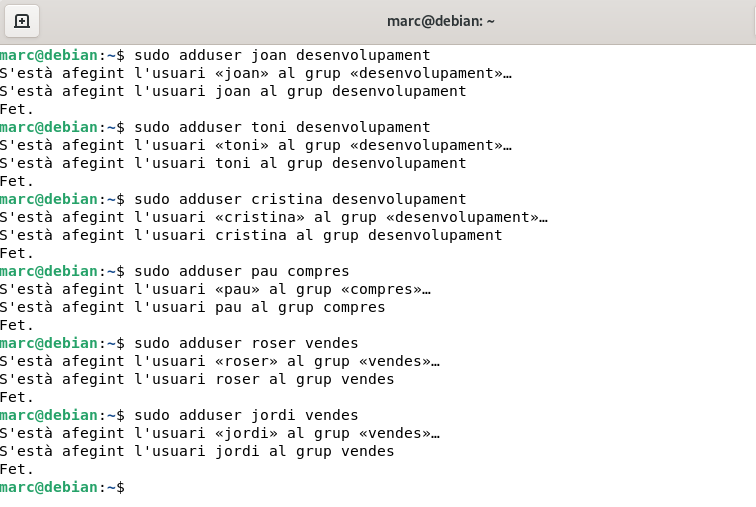 marc@debian: ~
marc@debian:~$ sudo adduser joan desenvolupament
S'està afegint l'usuari «joan» al grup «desenvolupament»…
S'està afegint l'usuari joan al grup desenvolupament
Fet.
marc@debian:~$ sudo adduser toni desenvolupament
S'està afegint l'usuari «toni» al grup «desenvolupament»…
S'està afegint l'usuari toni al grup desenvolupament
Fet.
marc@debian:~$ sudo adduser cristina desenvolupament
S'està afegint l'usuari «cristina» al grup «desenvolupament»…
S'està afegint l'usuari cristina al grup desenvolupament
Fet.
marc@debian:~$ sudo adduser pau compres
S'està afegint l'usuari «pau» al grup «compres»…
S'està afegint l'usuari pau al grup compres
Fet.
marc@debian:~$ sudo adduser roser vendes
S'està afegint l'usuari «roser» al grup «vendes»…
S'està afegint l'usuari roser al grup vendes
Fet.
marc@debian:~$ sudo adduser jordi vendes
S'està afegint l'usuari «jordi» al grup «vendes»…
S'està afegint l'usuari jordi al grup vendes
Fet.
marc@debian:~$